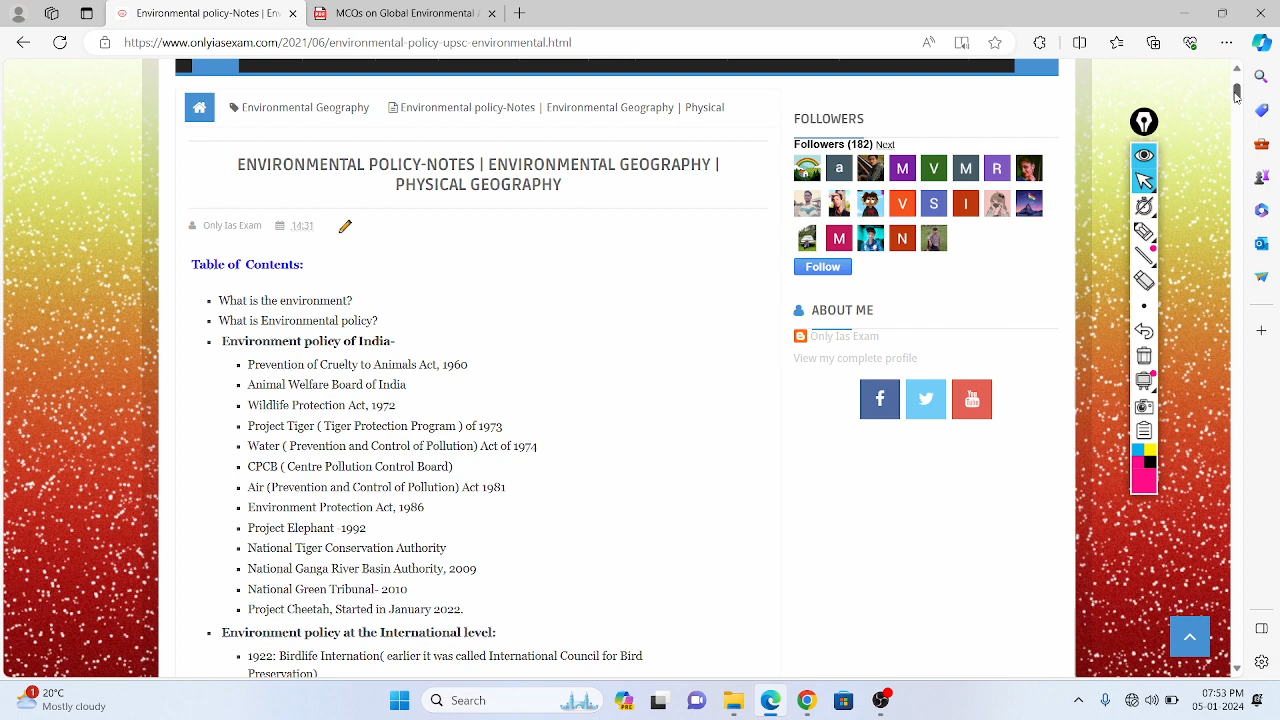 Environmental policy-Notes | En
MCQs on Global Environmental A
https://www.onlyiasexam.com/2021/06/environmental-policy-upsc-environmental.html
Environmental Geography
Environmental policy-Notes | Environmental Geography | Physical
ENVIRONMENTAL POLICY-NOTES | ENVIRONMENTAL GEOGRAPHY |
PHYSICAL GEOGRAPHY
Only Ias Exam
14:31
Table of Contents:
What is the environment?
What is Environmental policy?
Environment policy of India-
Prevention of Cruelty to Animals Act, 1960
Animal Welfare Board of India
Wildlife Protection Act, 1972
Project Tiger ( Tiger Protection Program ) of 1973
Water ( Prevention and Control of Pollution) Act of 1974
CPCB ( Centre Pollution Control Board)
Air (Prevention and Control of Pollution) Act 1981
Environment Protection Act, 1986
Project Elephant -1992
National Tiger Conservation Authority
National Ganga River Basin Authority, 2009
National Green Tribunal- 2010
Project Cheetah, Started in January 2022.
Environment policy at the International level:
1922: Birdlife Internation( earlier it was called International Council for Bird
Preservation)
FOLLOWERS
Followers (182) Next
a M V M R
V S I
M N
Follow
ABOUT ME
Only Ias Exam
View my complete profile
1
20°C
Mostly cloudy
Search
PRE
07:53 PM
05-01-2024